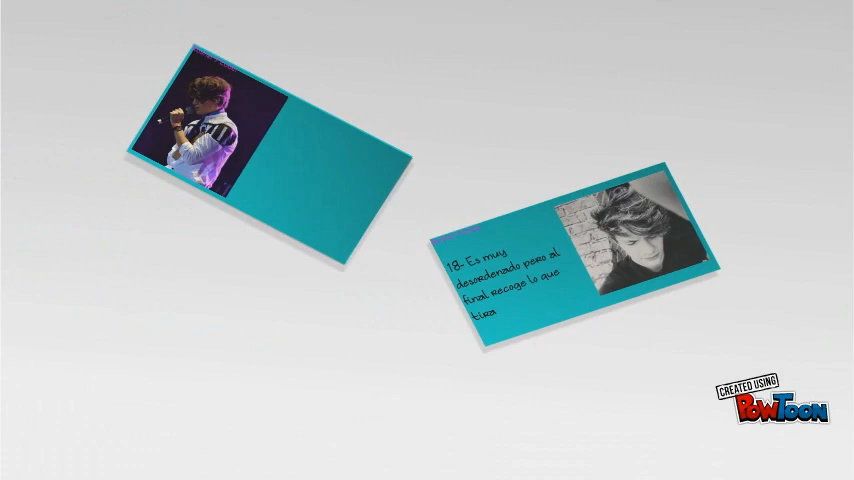 18- Es muy
desordenado pero al
final recoge lo que
tira
CREATED USING
PowToon